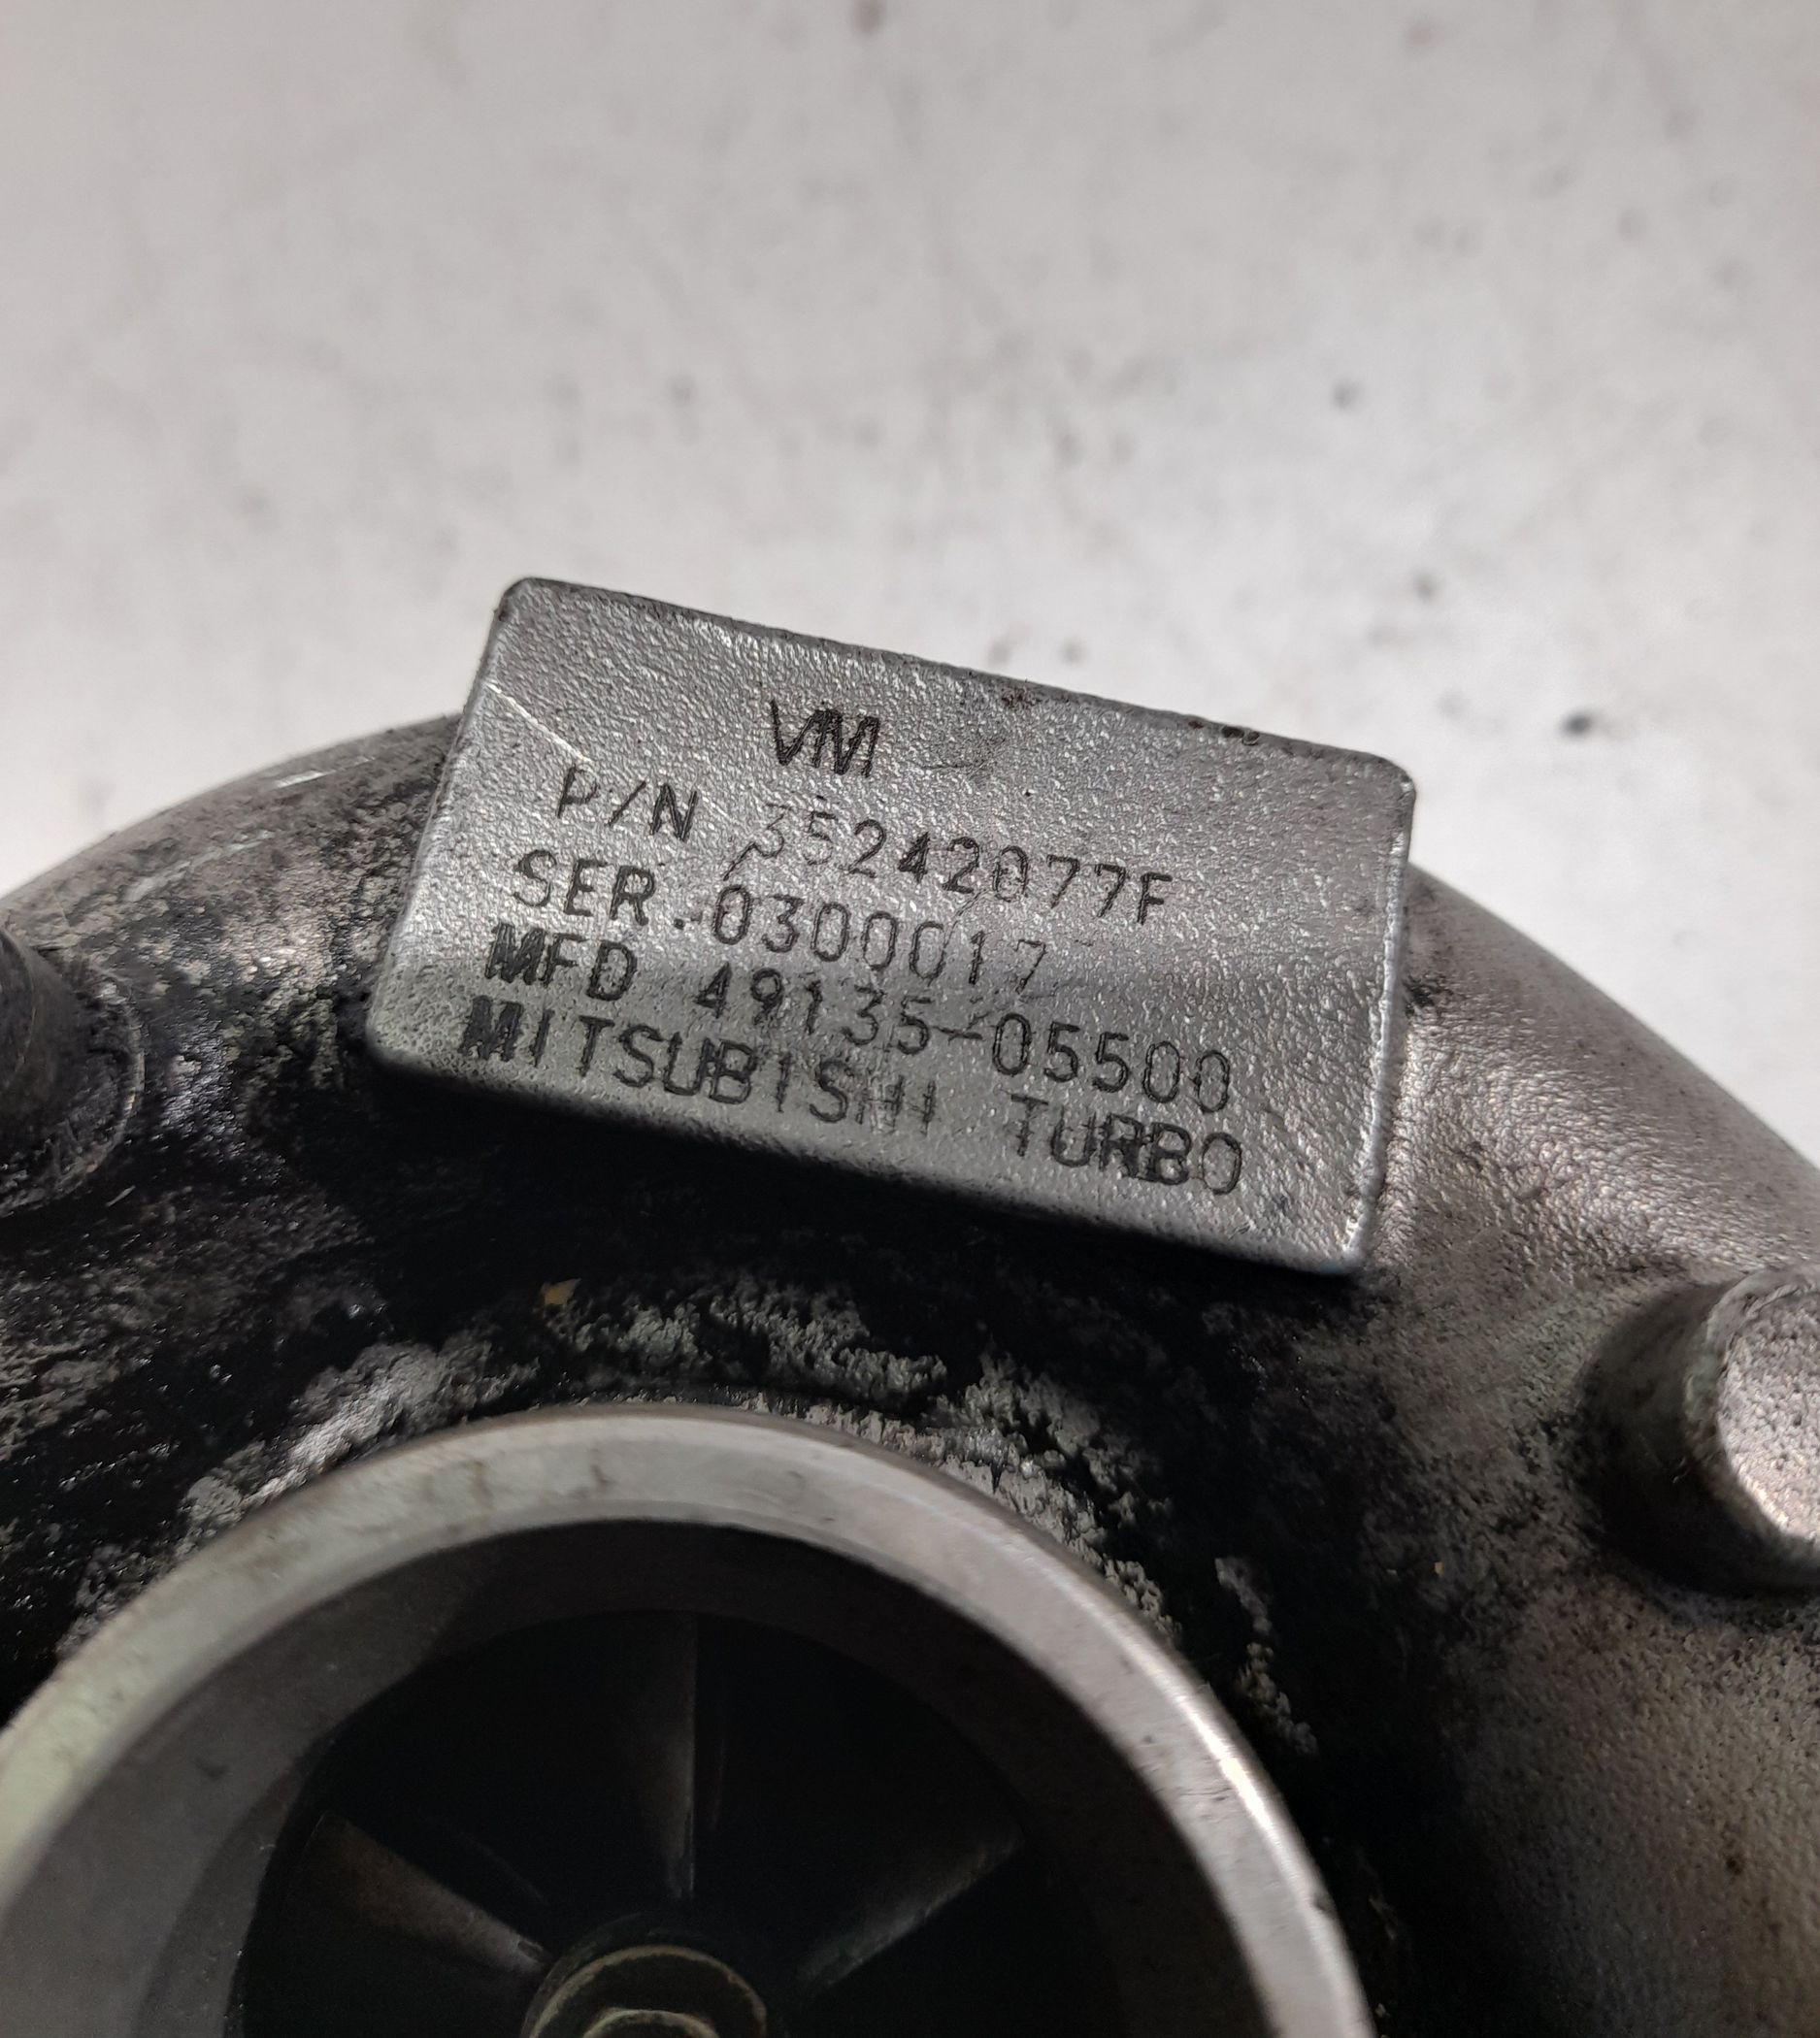 VM
P/N 35242077F
SER.0300017
MFD 49135-05500
MITSUBISHI TURBO